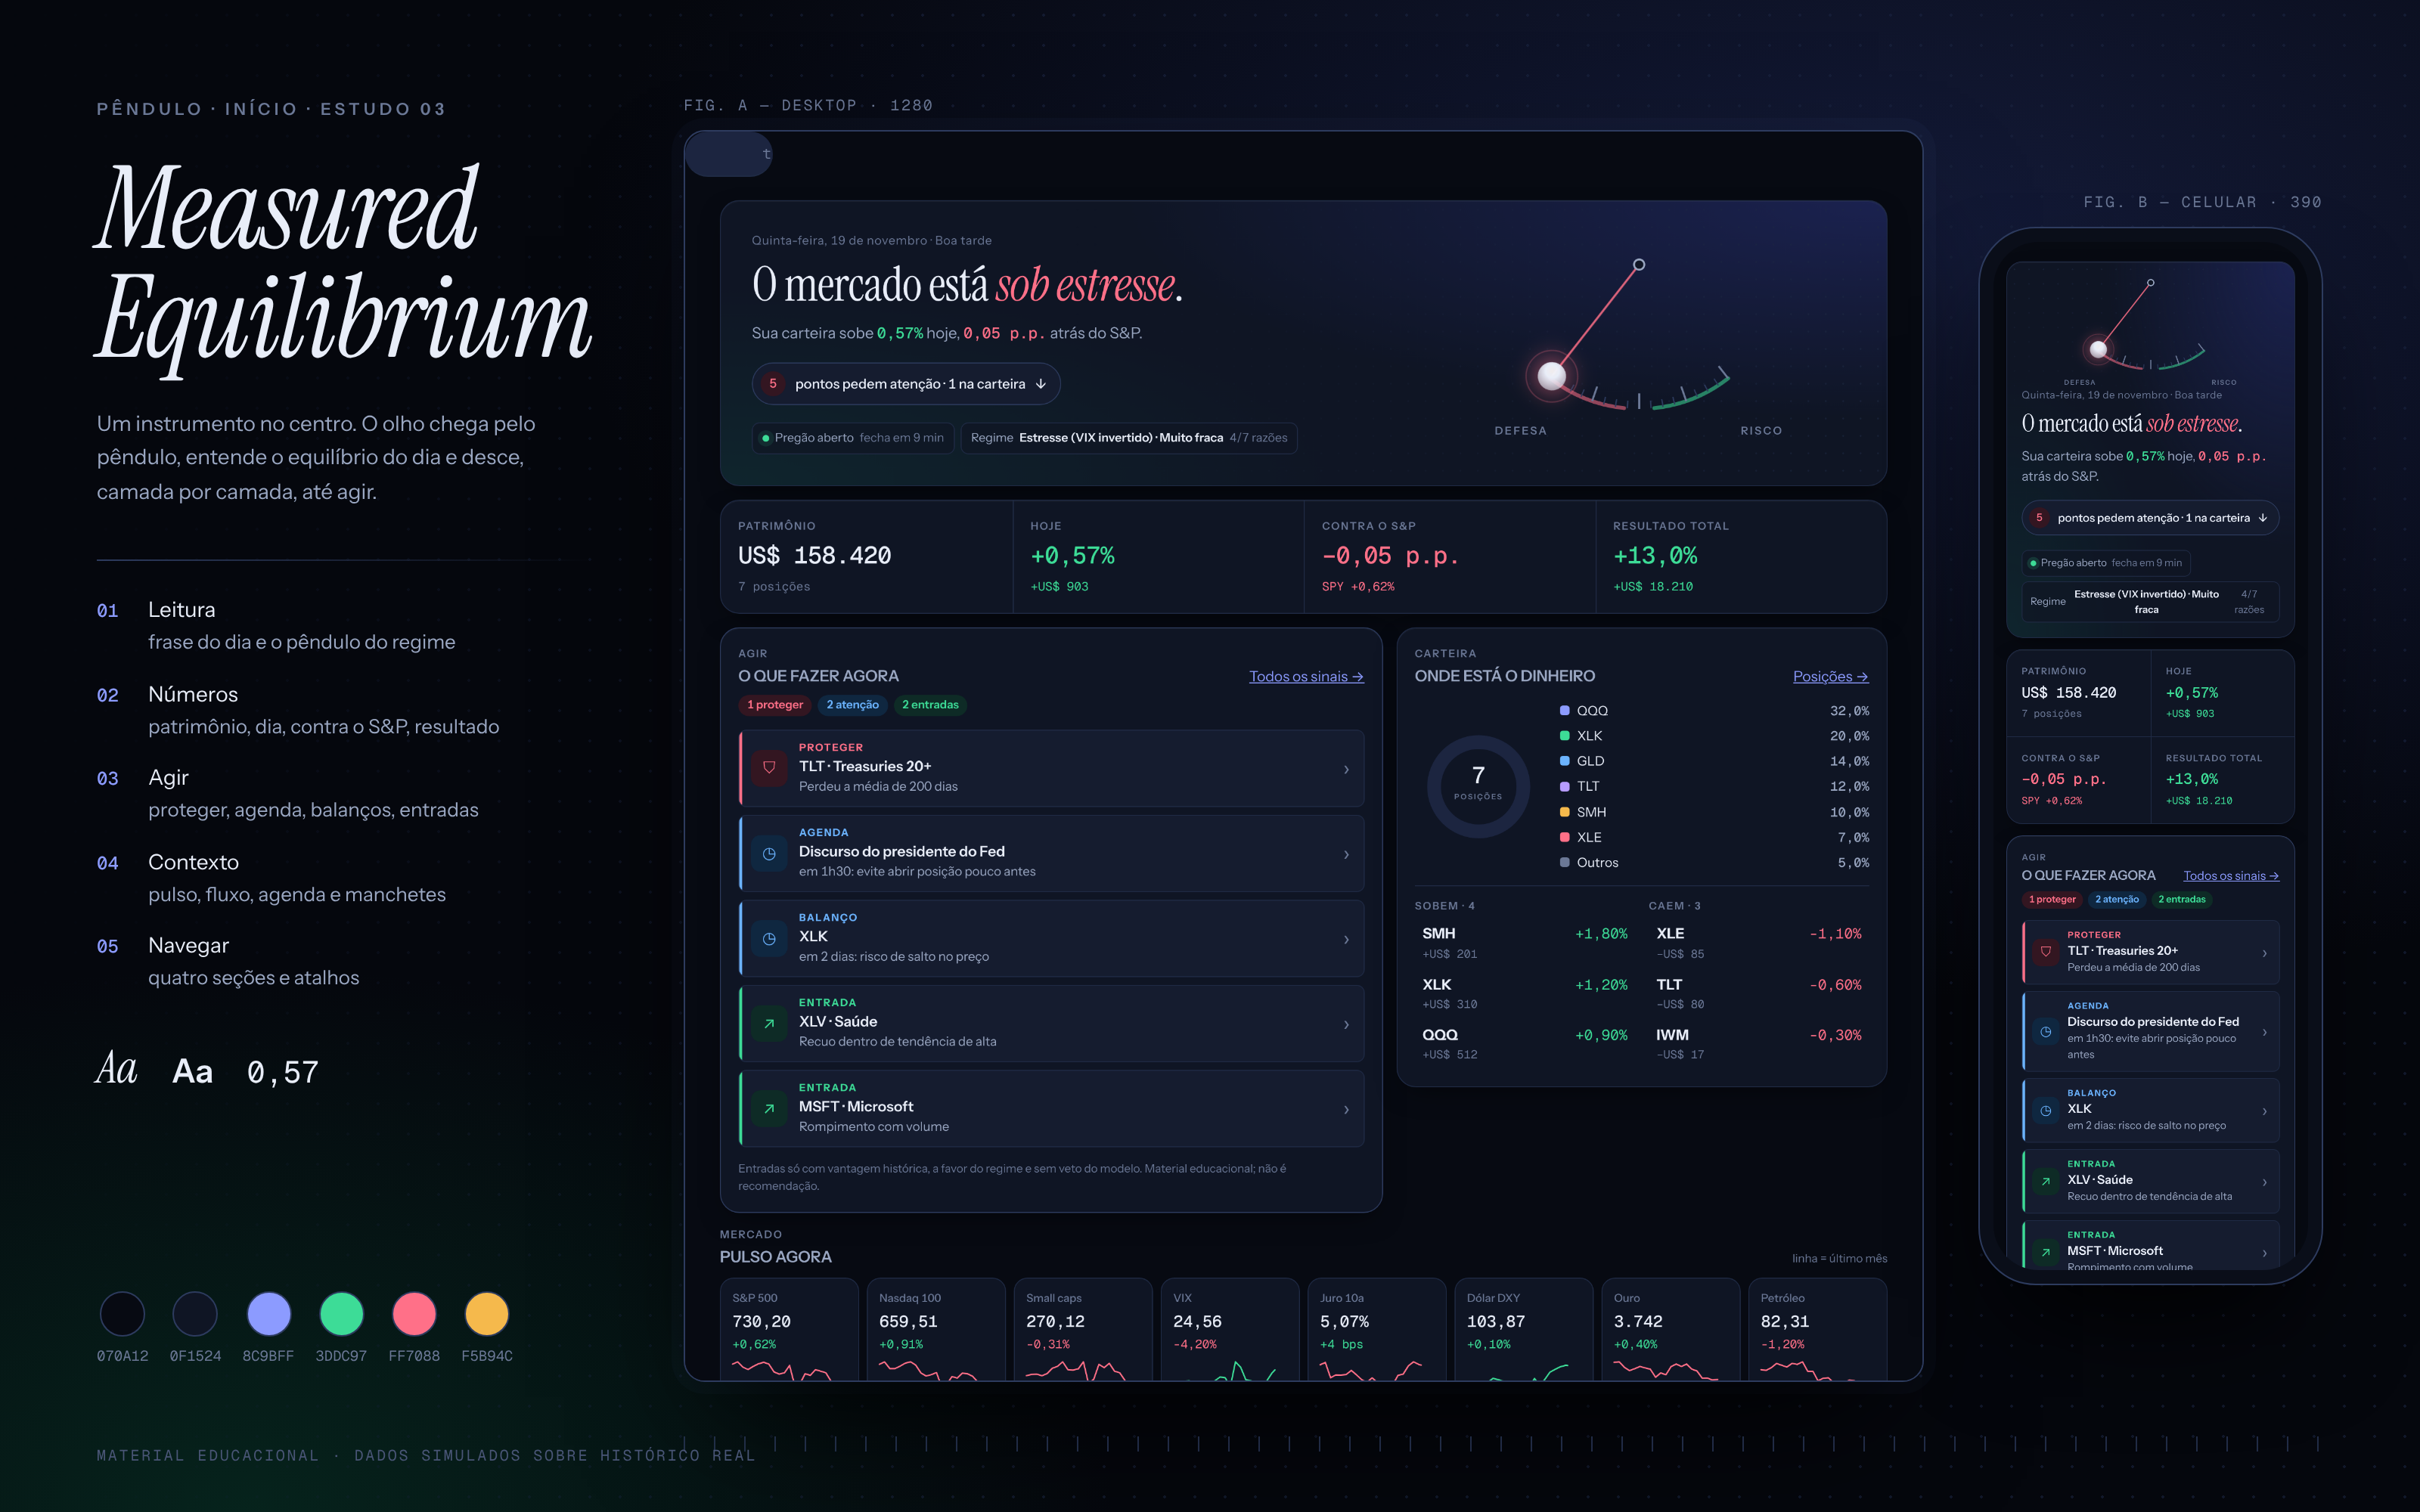 PÊNDULO · INÍCIO · ESTUDO 03
Measured
Equilibrium
Um instrumento no centro. O olho chega pelo
pêndulo, entende o equilíbrio do dia e desce,
camada por camada, até agir.
01 Leitura
frase do dia e o pêndulo do regime
02 Números
patrimônio, dia, contra o S&P, resultado
03 Agir
proteger, agenda, balanços, entradas
04 Contexto
pulso, fluxo, agenda e manchetes
05 Navegar
quatro seções e atalhos
Aa Aa 0,57
070A12 0F1524 8C9BFF 3DDC97 FF7088 F5B94C
MATERIAL EDUCACIONAL · DADOS SIMULADOS SOBRE HISTÓRICO REAL
FIG. A — DESKTOP · 1280
t
Quinta-feira, 19 de novembro · Boa tarde
O mercado está sob estresse.
Sua carteira sobe 0,57% hoje, 0,05 p.p. atrás do S&P.
5 pontos pedem atenção · 1 na carteira ↓
Pregão aberto fecha em 9 min
Regime Estresse (VIX invertido) · Muito fraca 4/7 razões
DEFESA RISCO
PATRIMÔNIO
US$ 158.420
7 posições
HOJE
+0,57%
+US$ 903
CONTRA O S&P
−0,05 p.p.
SPY +0,62%
RESULTADO TOTAL
+13,0%
+US$ 18.210
AGIR
O QUE FAZER AGORA Todos os sinais →
1 proteger 2 atenção 2 entradas
PROTEGER
TLT · Treasuries 20+
Perdeu a média de 200 dias
AGENDA
Discurso do presidente do Fed
em 1h30: evite abrir posição pouco antes
BALANÇO
XLK
em 2 dias: risco de salto no preço
ENTRADA
XLV · Saúde
Recuo dentro de tendência de alta
ENTRADA
MSFT · Microsoft
Rompimento com volume
Entradas só com vantagem histórica, a favor do regime e sem veto do modelo. Material educacional; não é
recomendação.
CARTEIRA
ONDE ESTÁ O DINHEIRO Posições →
7
POSIÇÕES
QQQ 32,0%
XLK 20,0%
GLD 14,0%
TLT 12,0%
SMH 10,0%
XLE 7,0%
Outros 5,0%
SOBEM · 4 CAEM · 3
SMH +1,80% XLE −1,10%
+US$ 201 −US$ 85
XLK +1,20% TLT −0,60%
+US$ 310 −US$ 80
QQQ +0,90% IWM −0,30%
+US$ 512 −US$ 17
MERCADO
PULSO AGORA linha = último mês
S&P 500 Nasdaq 100 Small caps VIX Juro 10a Dólar DXY Ouro Petróleo
730,20 659,51 270,12 24,56 5,07% 103,87 3.742 82,31
+0,62% +0,91% −0,31% −4,20% +4 bps +0,10% +0,40% −1,20%
FIG. B — CELULAR · 390
DEFESA RISCO
Quinta-feira, 19 de novembro · Boa tarde
O mercado está sob estresse.
Sua carteira sobe 0,57% hoje, 0,05 p.p.
atrás do S&P.
5 pontos pedem atenção · 1 na carteira ↓
Pregão aberto fecha em 9 min
Regime Estresse (VIX invertido) · Muito fraca 4/7 razões
PATRIMÔNIO
US$ 158.420
7 posições
HOJE
+0,57%
+US$ 903
CONTRA O S&P
−0,05 p.p.
SPY +0,62%
RESULTADO TOTAL
+13,0%
+US$ 18.210
AGIR
O QUE FAZER AGORA Todos os sinais →
1 proteger 2 atenção 2 entradas
PROTEGER
TLT · Treasuries 20+
Perdeu a média de 200 dias
AGENDA
Discurso do presidente do Fed
em 1h30: evite abrir posição pouco
antes
BALANÇO
XLK
em 2 dias: risco de salto no preço
ENTRADA
XLV · Saúde
Recuo dentro de tendência de alta
ENTRADA
MSFT · Microsoft
Rompimento com volume